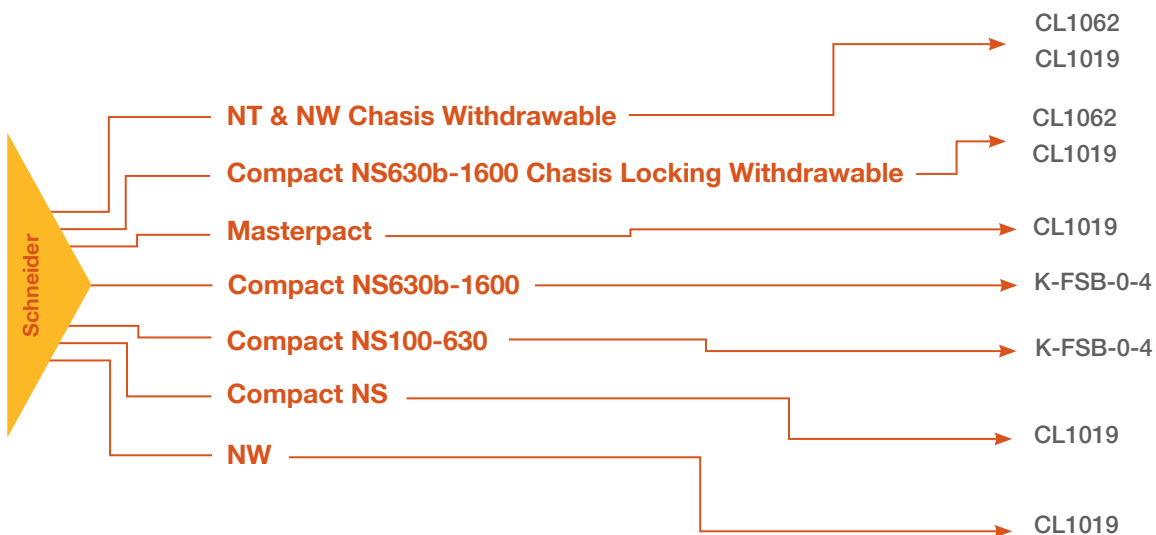 Schneider
NT & NW Chasis Withdrawable
CL1062
CL1019
Compact NS630b-1600 Chasis Locking Withdrawable
CL1062
CL1019
Masterpact
CL1019
Compact NS630b-1600
K-FSB-0-4
Compact NS100-630
K-FSB-0-4
Compact NS
CL1019
NW
CL1019